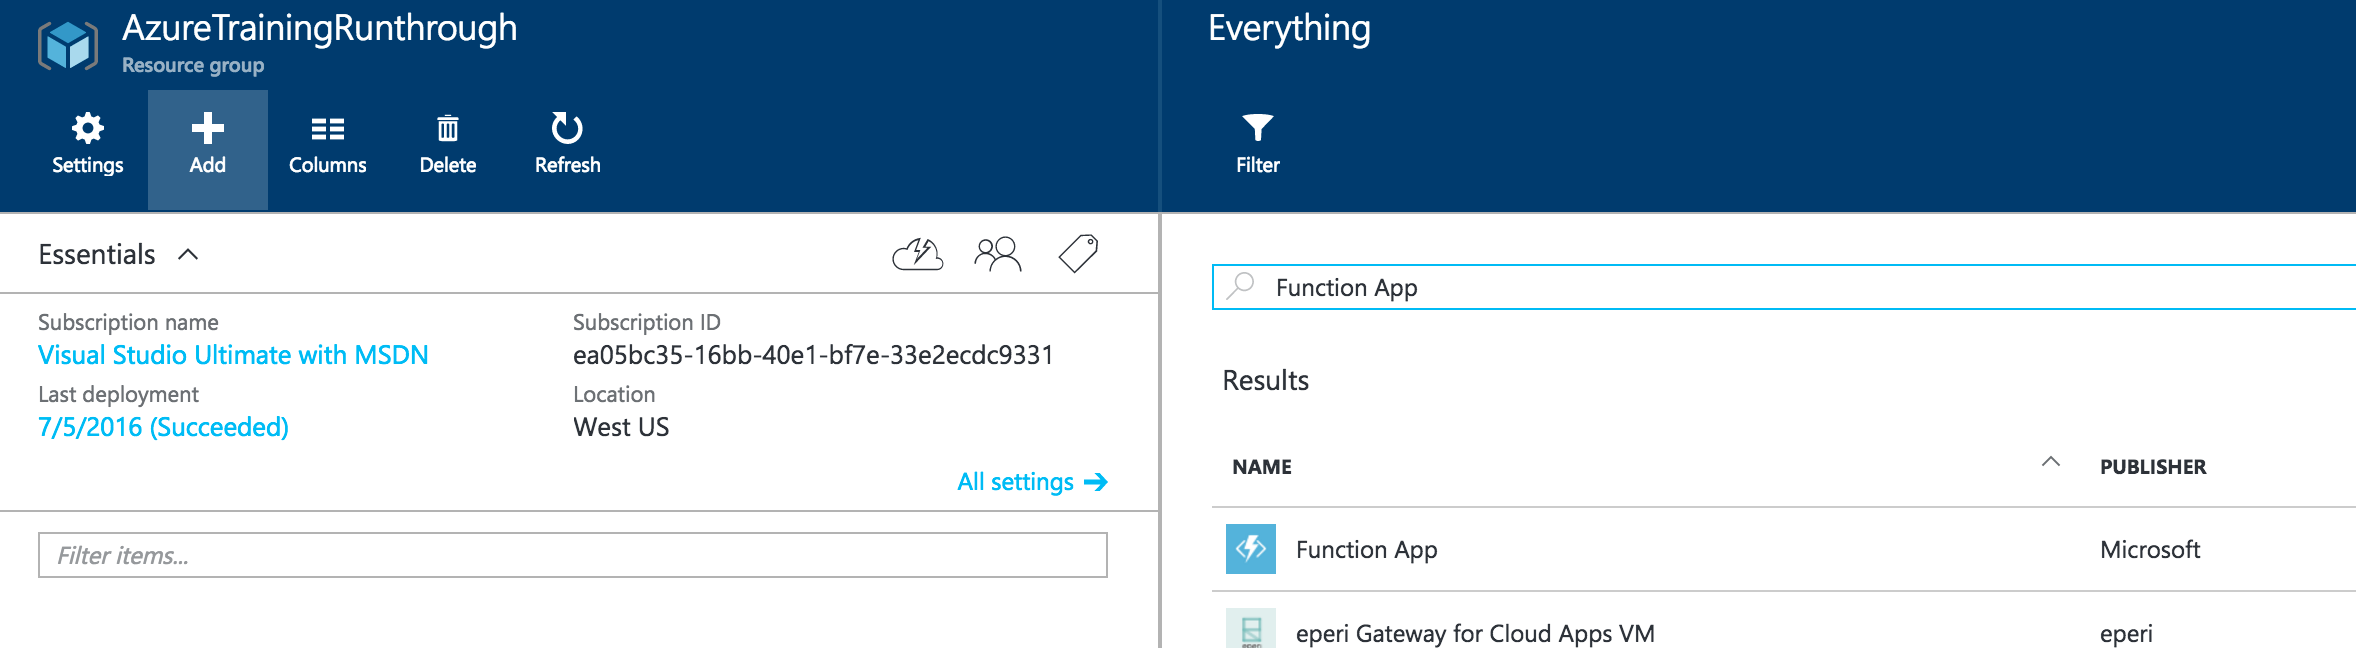 AzureTrainingRunthrough
Resource group
Settings
Add
Columns
Delete
Refresh
Essentials
Subscription name
Visual Studio Ultimate with MSDN
Subscription ID
ea05bc35-16bb-40e1-bf7e-33e2ecdc9331
Last deployment
7/5/2016 (Succeeded)
Location
West US
All settings
Filter items...
Everything
Filter
Function App
Results
NAME
PUBLISHER
Function App
Microsoft
eperi
eperi Gateway for Cloud Apps VM
eperi